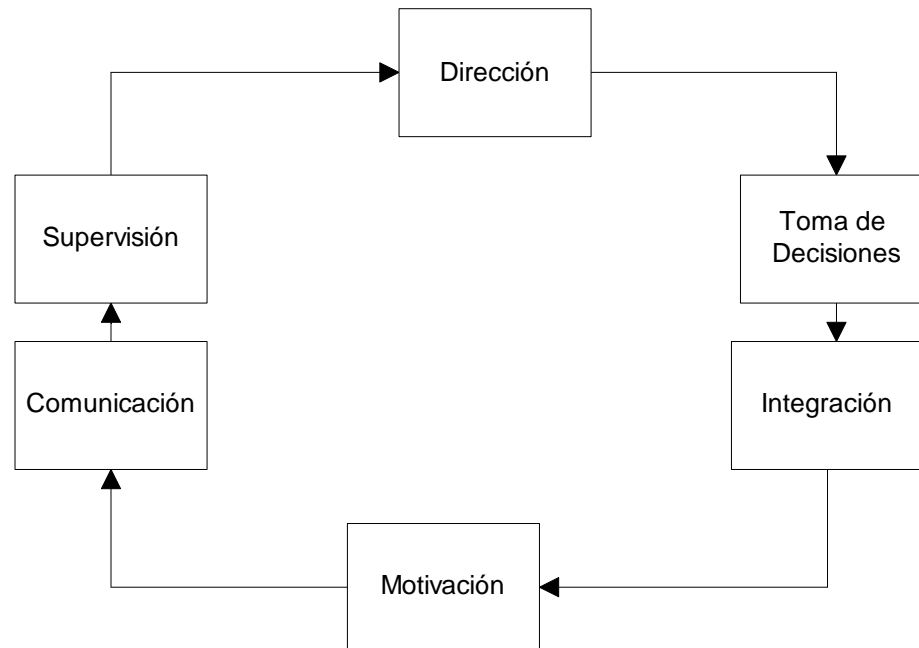 Dirección
Supervisión
Toma de
Decisiones
Comunicación
Integración
Motivación